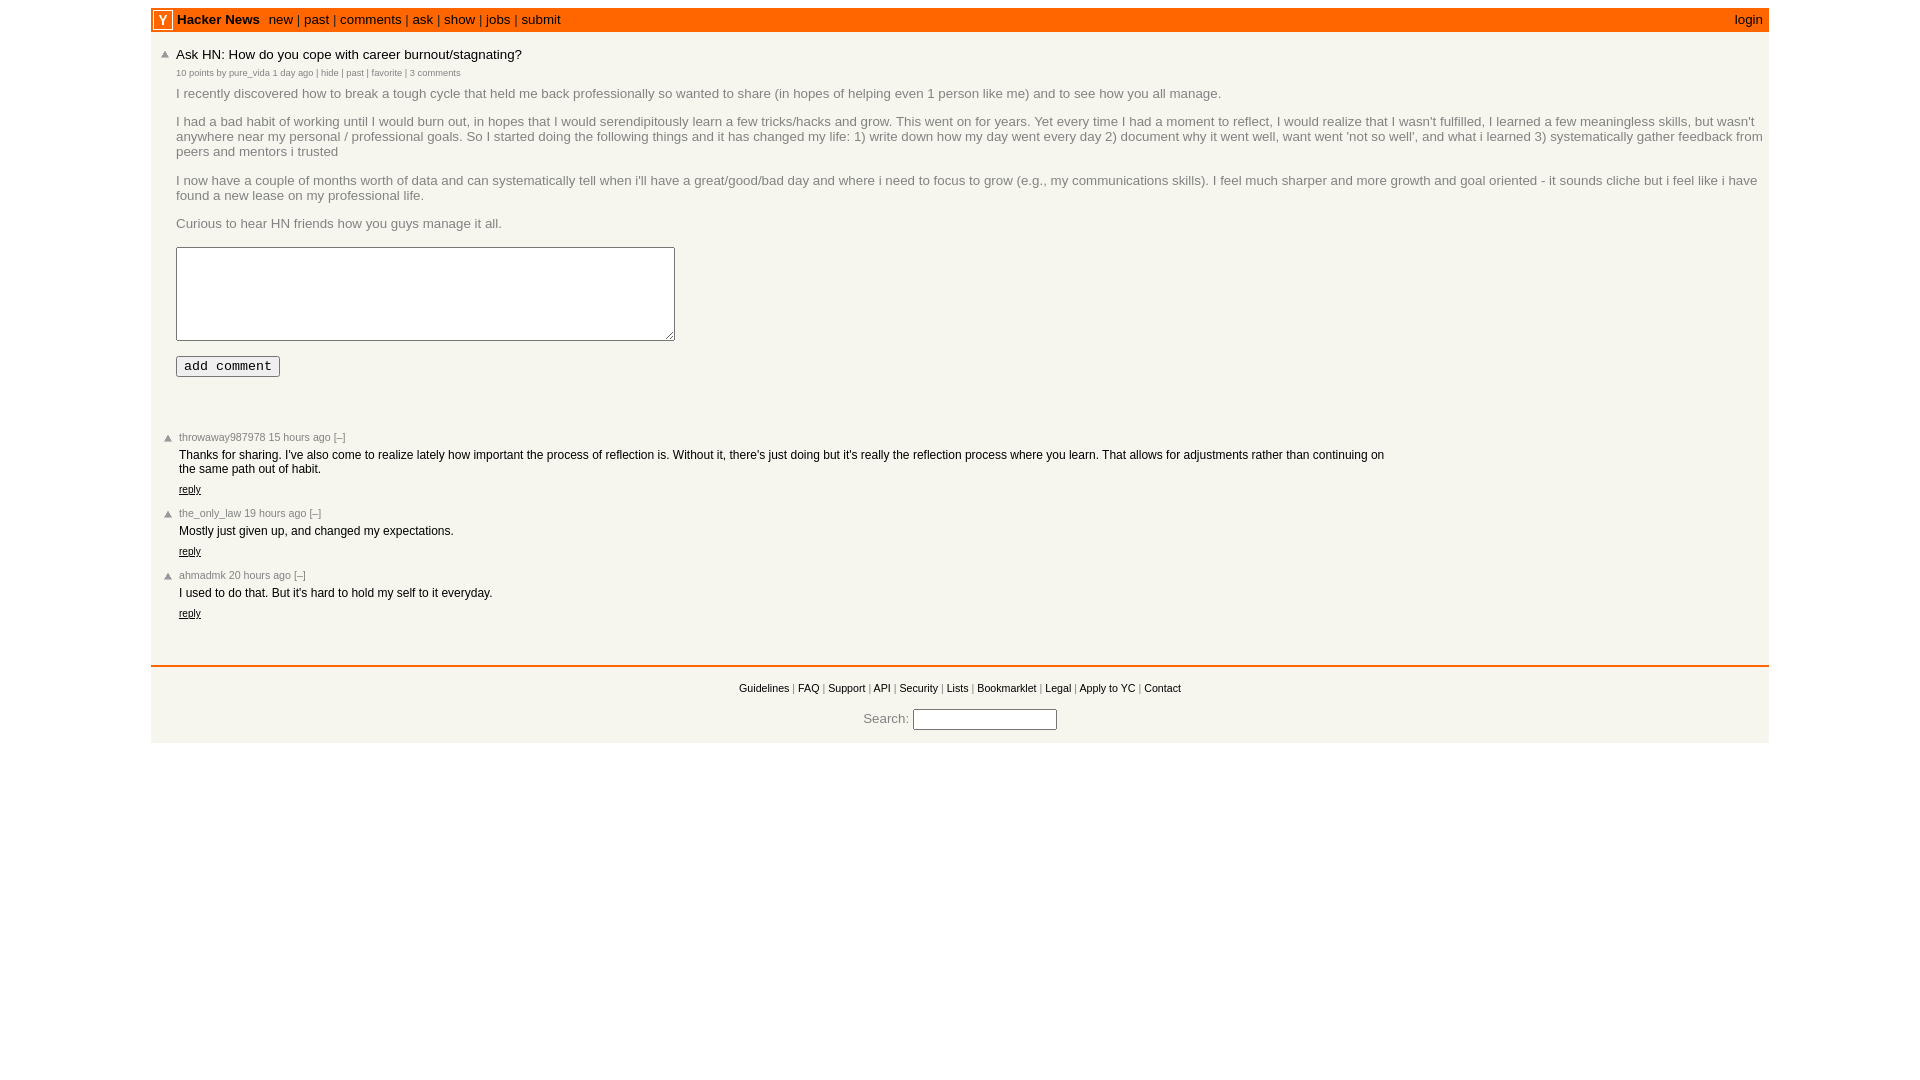 Y Hacker News new | past | comments | ask | show | jobs | submit login
Ask HN: How do you cope with career burnout/stagnating?
10 points by pure_vida 1 day ago | hide | past | favorite | 3 comments
I recently discovered how to break a tough cycle that held me back professionally so wanted to share (in hopes of helping even 1 person like me) and to see how you all manage.
I had a bad habit of working until I would burn out, in hopes that I would serendipitously learn a few tricks/hacks and grow. This went on for years. Yet every time I had a moment to reflect, I would realize that I wasn't fulfilled, I learned a few meaningless skills, but wasn't
anywhere near my personal / professional goals. So I started doing the following things and it has changed my life: 1) write down how my day went every day 2) document why it went well, want went 'not so well', and what i learned 3) systematically gather feedback from
peers and mentors i trusted
I now have a couple of months worth of data and can systematically tell when i'll have a great/good/bad day and where i need to focus to grow (e.g., my communications skills). I feel much sharper and more growth and goal oriented - it sounds cliche but i feel like i have
found a new lease on my professional life.
Curious to hear HN friends how you guys manage it all.
add comment
throwaway987978 15 hours ago [–]
Thanks for sharing. I've also come to realize lately how important the process of reflection is. Without it, there's just doing but it's really the reflection process where you learn. That allows for adjustments rather than continuing on
the same path out of habit.
reply
the_only_law 19 hours ago [–]
Mostly just given up, and changed my expectations.
reply
ahmadmk 20 hours ago [–]
I used to do that. But it's hard to hold my self to it everyday.
reply
Guidelines | FAQ | Support | API | Security | Lists | Bookmarklet | Legal | Apply to YC | Contact
Search: